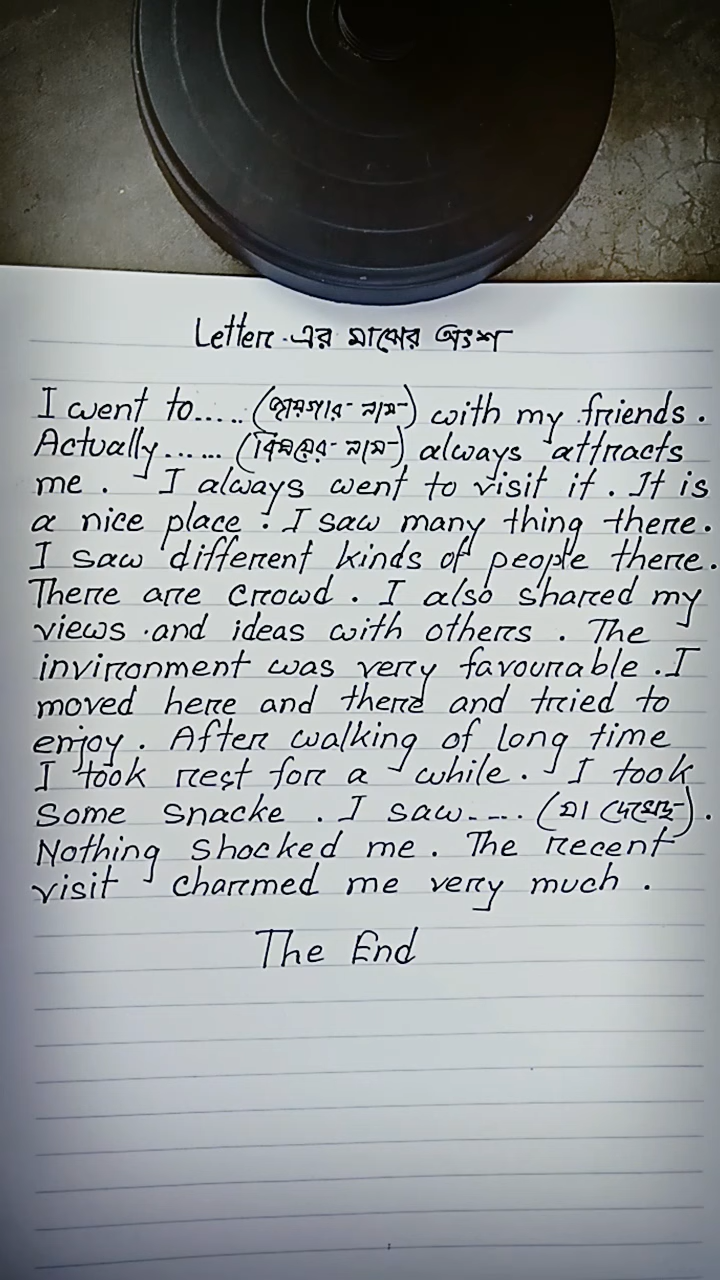 Letter এর মাঝের অংশ
I went to..... (জায়গার নাম) with my friends.
Actually...... (বিষয়ের নাম) always attracts
me. I always went to visit it. It is
a nice place. I saw many thing there.
I saw different kinds of people there.
There are crowd. I also shared my
views and ideas with others. The
invironment was very favourable. I
moved here and there and tried to
enjoy. After walking of long time
I took rest for a while. I took
some snacke. I saw.... (যা দেখেছ).
Nothing shocked me. The recent
visit charmed me very much.
The End